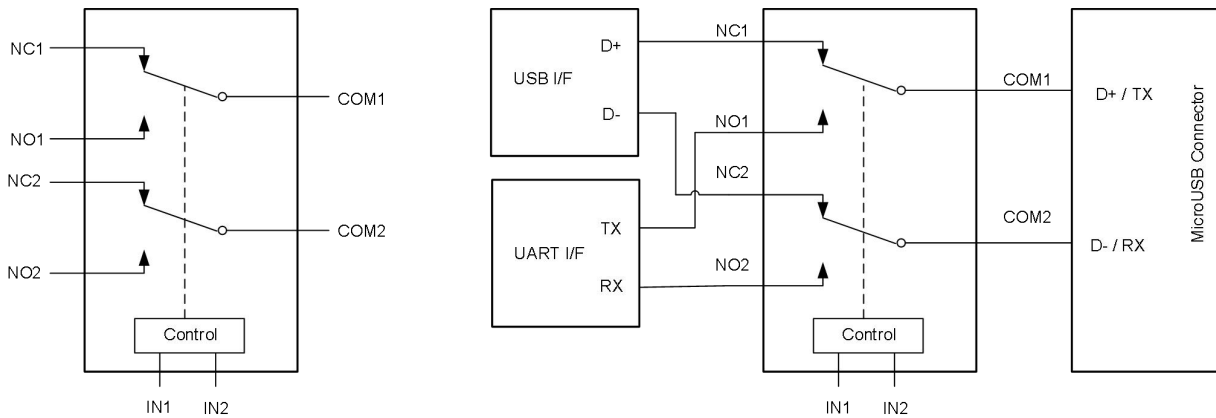 NC1
COM1
NO1
NC2
COM2
NO2
Control
IN1 IN2
USB I/F
D+
D-
UART I/F
TX
RX
NC1
NO1
NC2
NO2
Control
IN1 IN2
COM1
COM2
D+ / TX
D- / RX
MicroUSB Connector